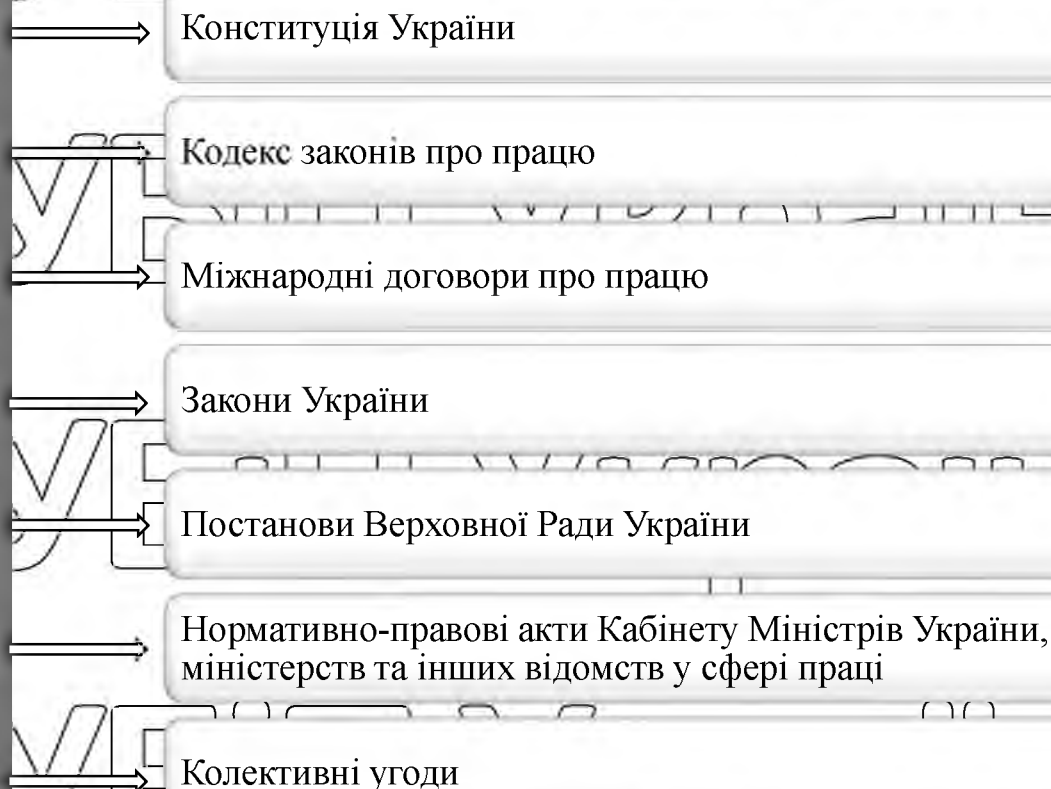 Конституція України
Кодекс законів про працю
Міжнародні договори про працю
Закони України
Постанови Верховної Ради України
Нормативно-правові акти Кабінету Міністрів України,
міністерств та інших відомств у сфері праці
Колективні угоди